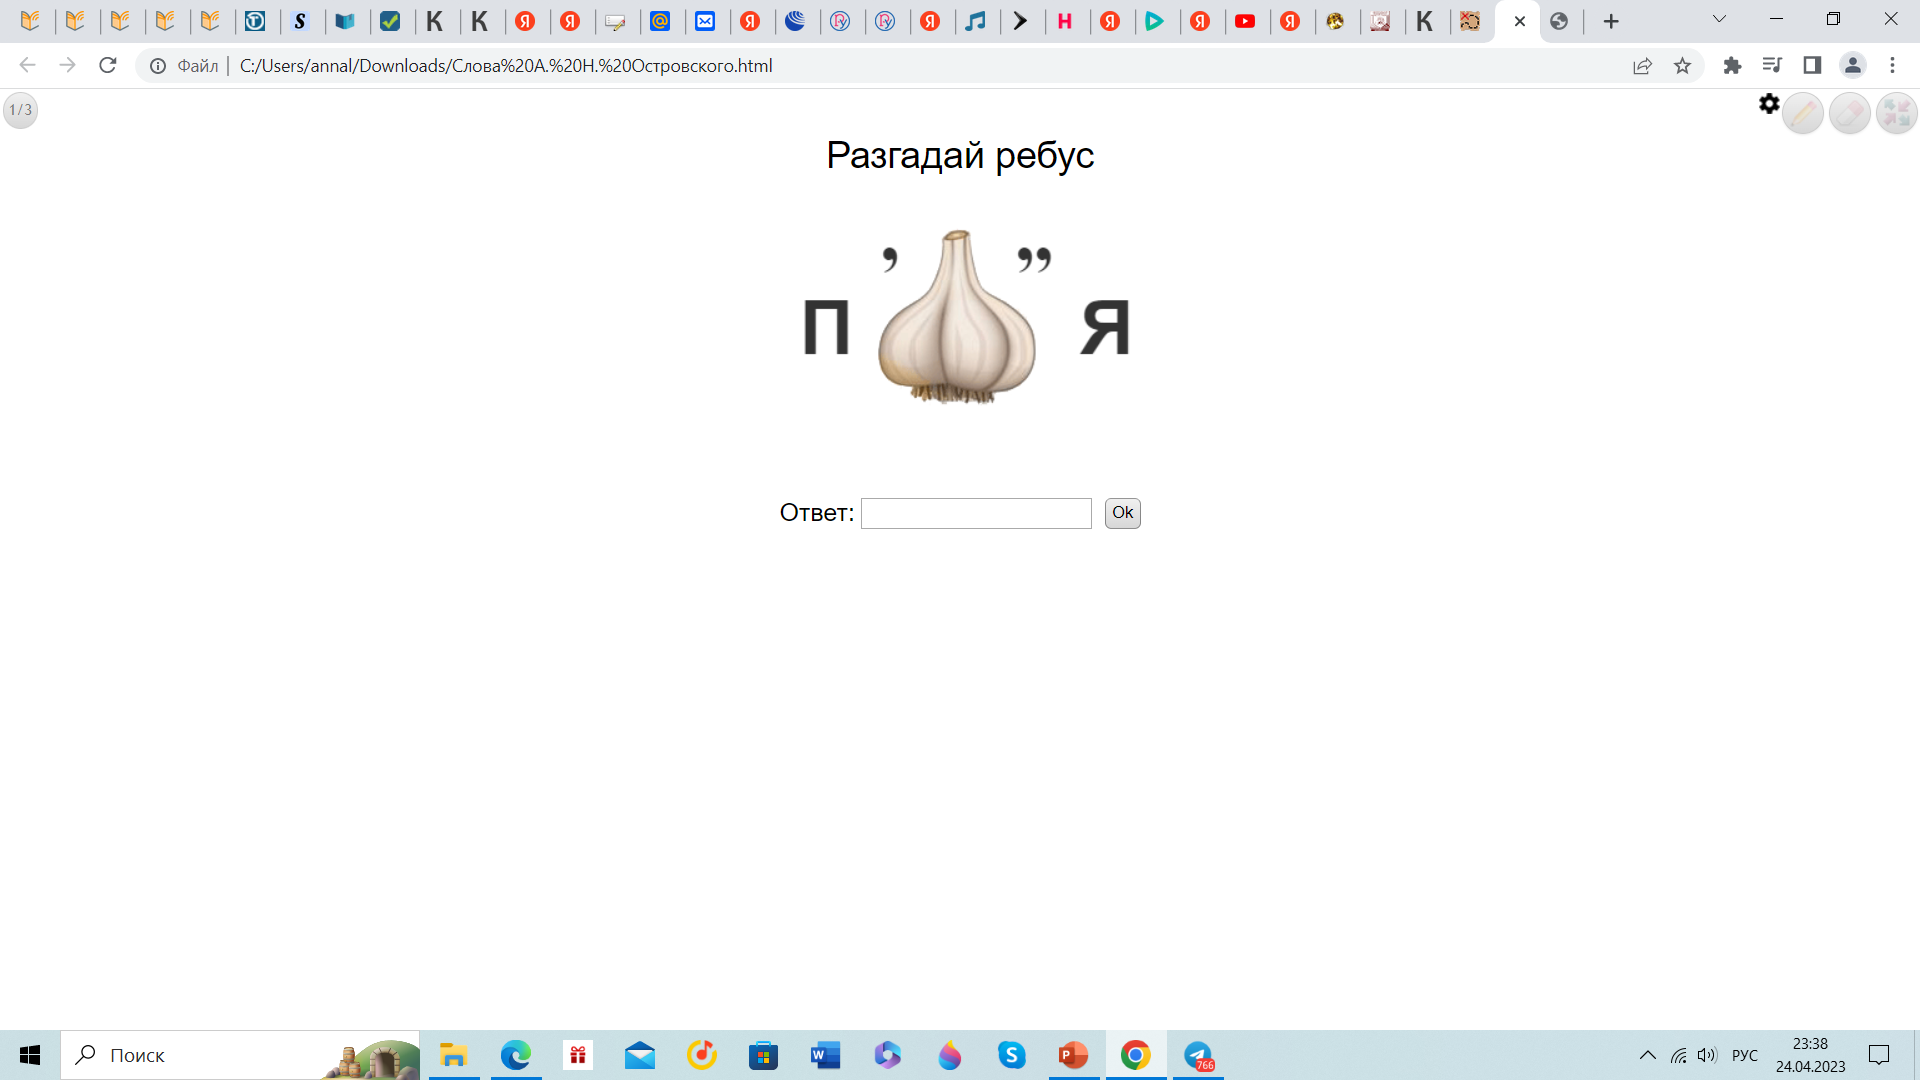 Файл
C:/Users/annal/Downloads/Слова%20А.%20Н.%20Островского.html
1/3
Разгадай ребус
’ ”
П Я
Ответ:
Ok
Поиск
766
РУС
23:38
24.04.2023